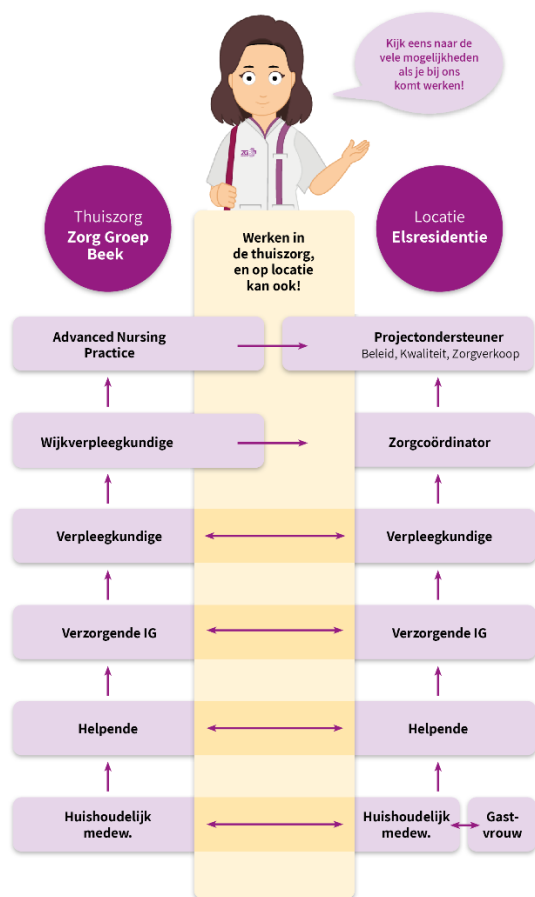 Kijk eens naar de
vele mogelijkheden
als je bij ons
komt werken!
ZG
Thuiszorg
Zorg Groep
Beek
Werken in
de thuiszorg,
en op locatie
kan ook!
Locatie
Elsresidentie
Advanced Nursing
Practice
Projectondersteuner
Beleid, Kwaliteit, Zorgverkoop
Wijkverpleegkundige
Zorgcoördinator
Verpleegkundige
Verpleegkundige
Verzorgende IG
Verzorgende IG
Helpende
Helpende
Huishoudelijk
medew.
Huishoudelijk
medew.
Gast-
vrouw